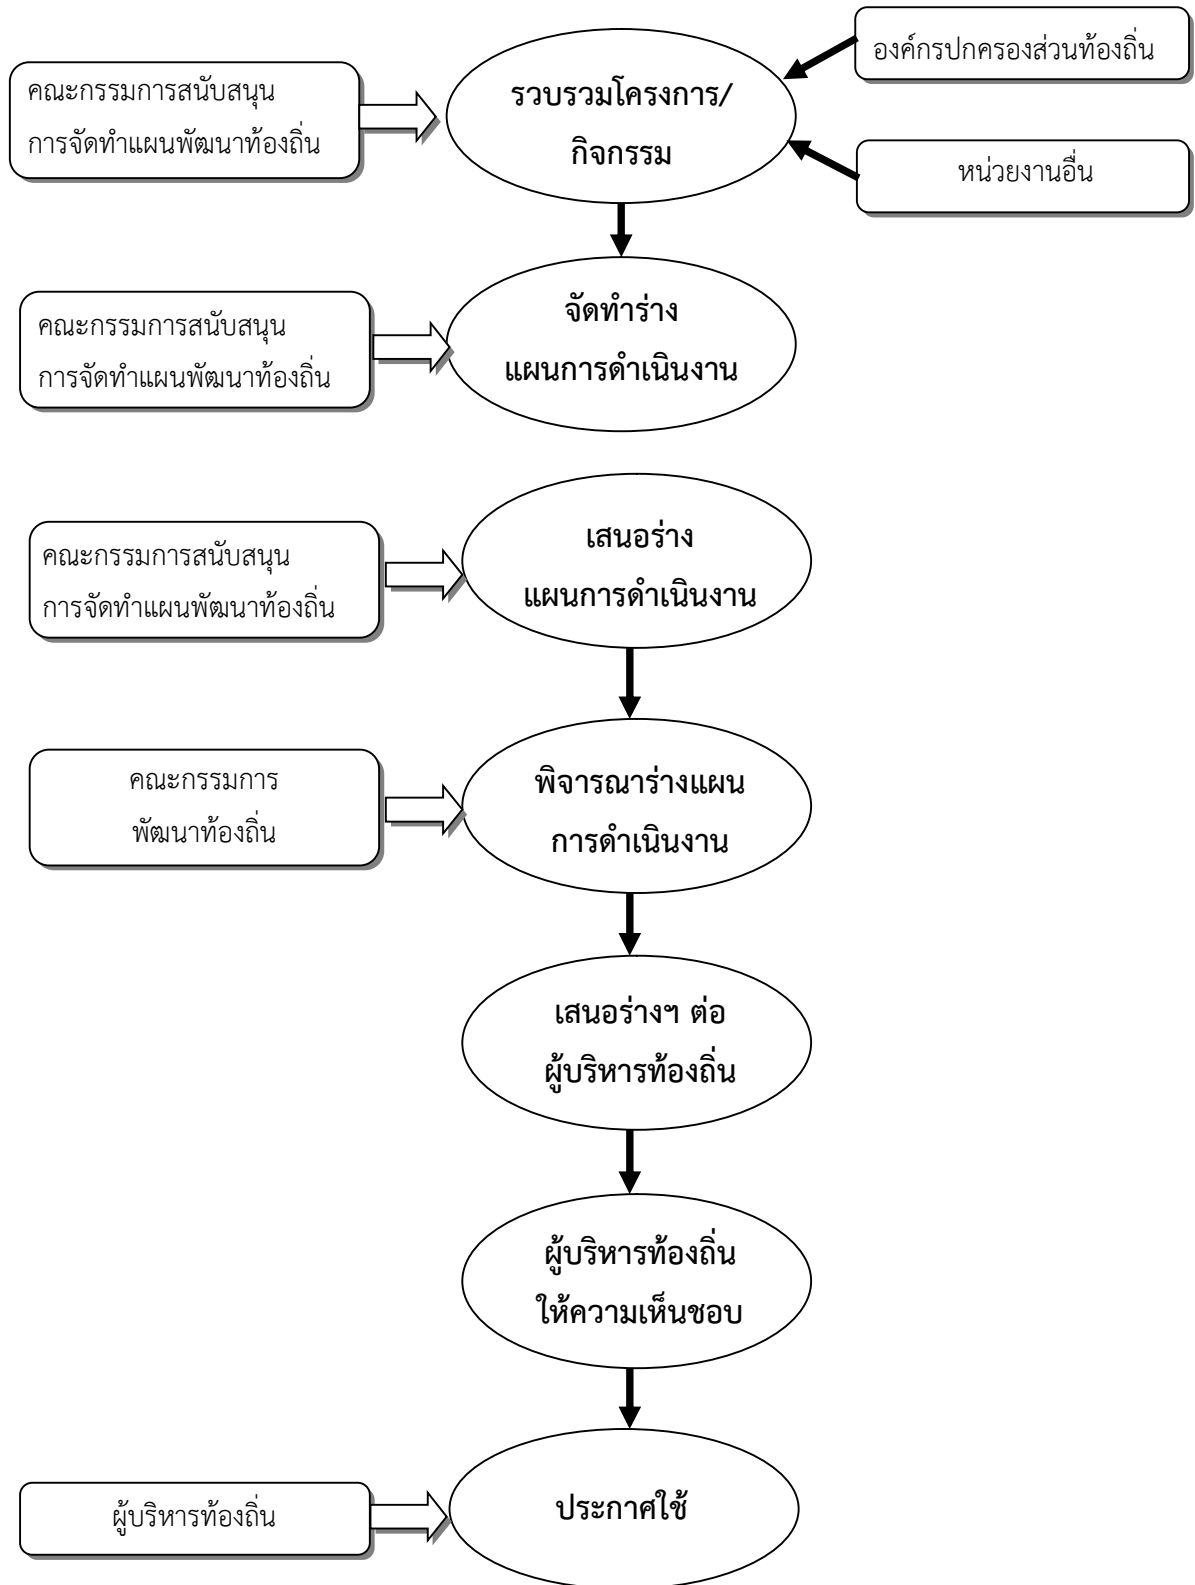 องค์กรปกครองส่วนท้องถิ่น
คณะกรรมการสนับสนุน
การจัดทำแผนพัฒนาท้องถิ่น
รวบรวมโครงการ/
กิจกรรม
หน่วยงานอื่น
คณะกรรมการสนับสนุน
การจัดทำแผนพัฒนาท้องถิ่น
จัดทำร่าง
แผนการดำเนินงาน
คณะกรรมการสนับสนุน
การจัดทำแผนพัฒนาท้องถิ่น
เสนอร่าง
แผนการดำเนินงาน
คณะกรรมการ
พัฒนาท้องถิ่น
พิจารณาร่างแผน
การดำเนินงาน
เสนอร่างฯ ต่อ
ผู้บริหารท้องถิ่น
ผู้บริหารท้องถิ่น
ให้ความเห็นชอบ
ผู้บริหารท้องถิ่น
ประกาศใช้